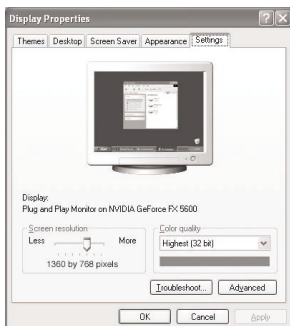 Display Properties
Themes Desktop Screen Saver Appearance Settings
Display:
Plug and Play Monitor on NVIDIA GeForce FX 5600
Screen resolution
Less More
1360 by 768 pixels
Color quality
Highest (32 bit)
Troubleshoot... Advanced
OK Cancel Apply